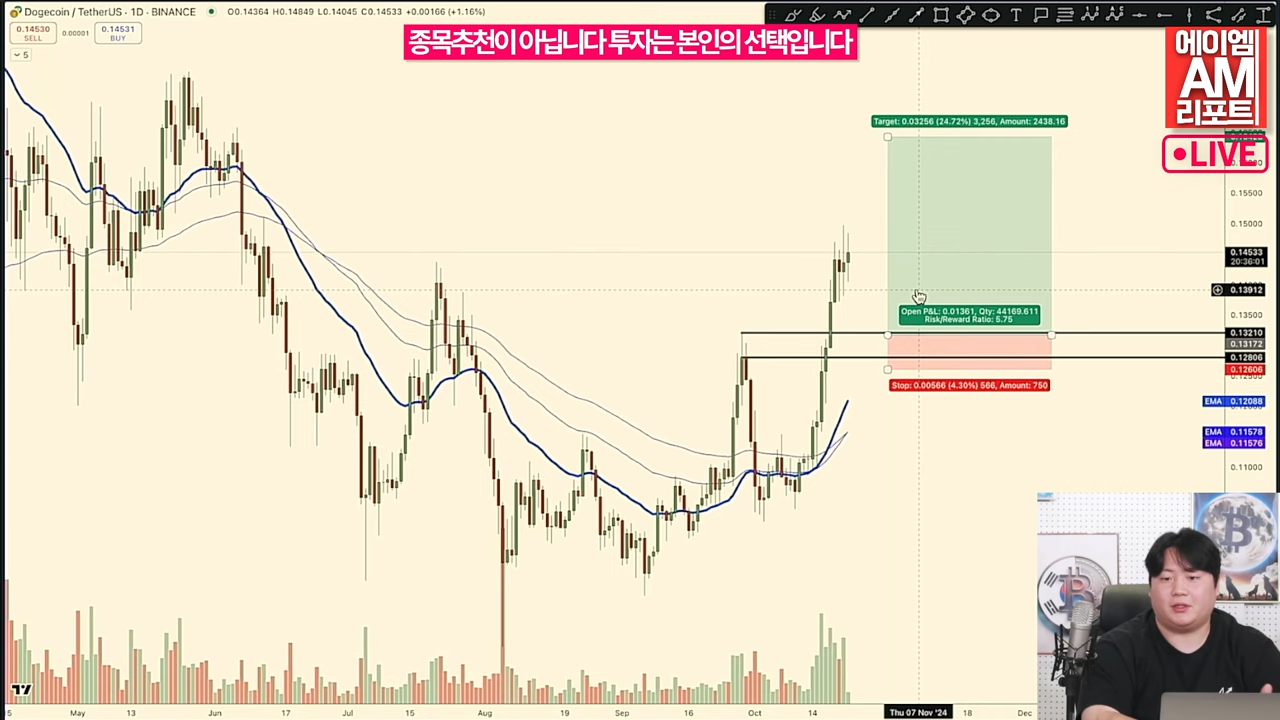 Dogecoin / TetherUS · 1D · BINANCE
O0.14364 H0.14849 L0.14045 C0.14533 +0.00166 (+1.16%)
0.14530
SELL
0.00001
0.14531
BUY
5
종목추천이 아닙니다 투자는 본인의 선택입니다
에이엠
AM
리포트
LIVE
Target: 0.03256 (24.72%) 3,256, Amount: 2438.16
0.15500
0.15000
0.14533
20:36:01
0.13912
0.13500
Open P&L: 0.01361, Qty: 44169.611
Risk/Reward Ratio: 5.75
0.13210
0.13172
0.12806
0.12606
Stop: 0.00566 (4.30%) 566, Amount: 750
EMA 0.12088
EMA 0.11578
EMA 0.11576
0.11000
5 May 13 Jun 17 Jul 15 Aug 19 Sep 16 Oct 14 Thu 07 Nov '24 18 Dec